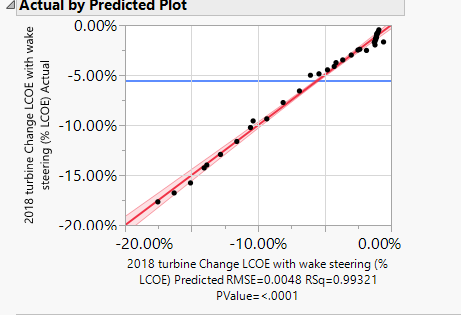 Actual by Predicted Plot
2018 turbine Change LCOE with wake
steering (% LCOE) Actual
0.00%
-5.00%
-10.00%
-15.00%
-20.00%
-20.00%
-10.00%
0.00%
2018 turbine Change LCOE with wake steering (%
LCOE) Predicted RMSE=0.0048 RSq=0.99321
PValue=<.0001